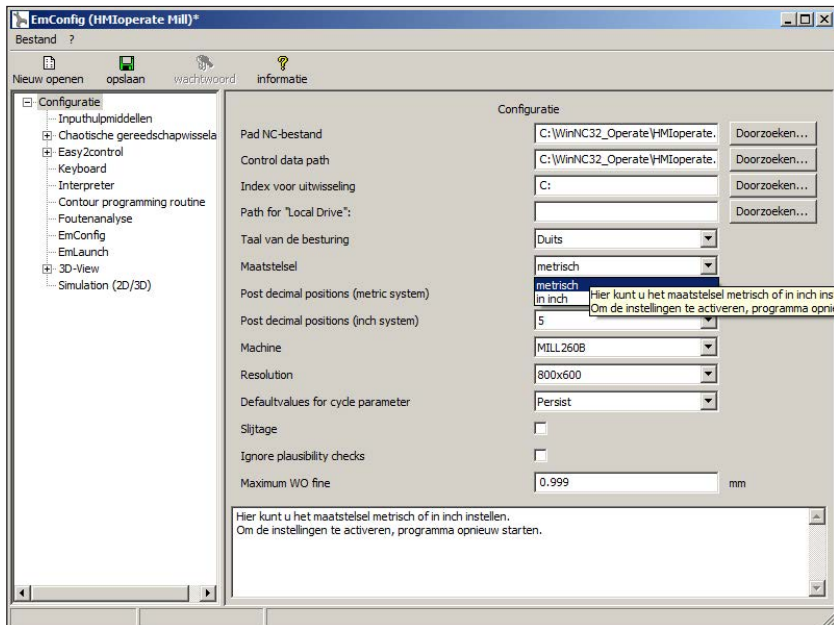 EmConfig (HMIoperate Mill)*
Bestand ?
Nieuw openen opslaan wachtwoord informatie
Configuratie
Inputhulpmiddellen
Chaotische gereedschapwissela
Easy2control
Keyboard
Interpreter
Contour programming routine
Foutenanalyse
EmConfig
EmLaunch
3D-View
Simulation (2D/3D)
Configuratie
Pad NC-bestand C:\WinNC32_Operate\HMIoperate. Doorzoeken...
Control data path C:\WinNC32_Operate\HMIoperate. Doorzoeken...
Index voor uitwisseling C: Doorzoeken...
Path for "Local Drive": Doorzoeken...
Taal van de besturing Duits
Maatstelsel metrisch
metrisch
in inch
Hier kunt u het maatstelsel metrisch of in inch ins
Om de instellingen te activeren, programma opnie
Post decimal positions (metric system)
Post decimal positions (inch system) 5
Machine MILL260B
Resolution 800x600
Defaultvalues for cycle parameter Persist
Slijtage
Ignore plausibility checks
Maximum WO fine 0.999 mm
Hier kunt u het maatstelsel metrisch of in inch instellen.
Om de instellingen te activeren, programma opnieuw starten.